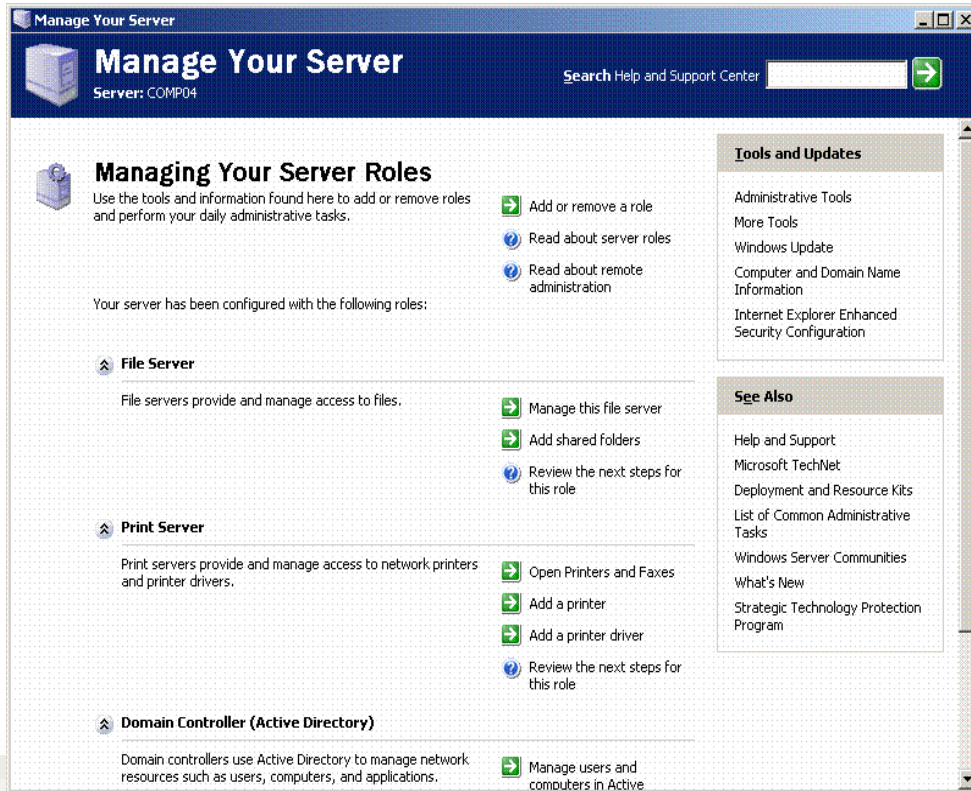 Manage Your Server
Manage Your Server
Server: COMP04
Search Help and Support Center
Managing Your Server Roles
Use the tools and information found here to add or remove roles
and perform your daily administrative tasks.
Add or remove a role
Read about server roles
Read about remote
administration
Your server has been configured with the following roles:
File Server
File servers provide and manage access to files.
Manage this file server
Add shared folders
Review the next steps for
this role
Print Server
Print servers provide and manage access to network printers
and printer drivers.
Open Printers and Faxes
Add a printer
Add a printer driver
Review the next steps for
this role
Domain Controller (Active Directory)
Domain controllers use Active Directory to manage network
resources such as users, computers, and applications.
Manage users and
computers in Active
Tools and Updates
Administrative Tools
More Tools
Windows Update
Computer and Domain Name
Information
Internet Explorer Enhanced
Security Configuration
See Also
Help and Support
Microsoft TechNet
Deployment and Resource Kits
List of Common Administrative
Tasks
Windows Server Communities
What's New
Strategic Technology Protection
Program